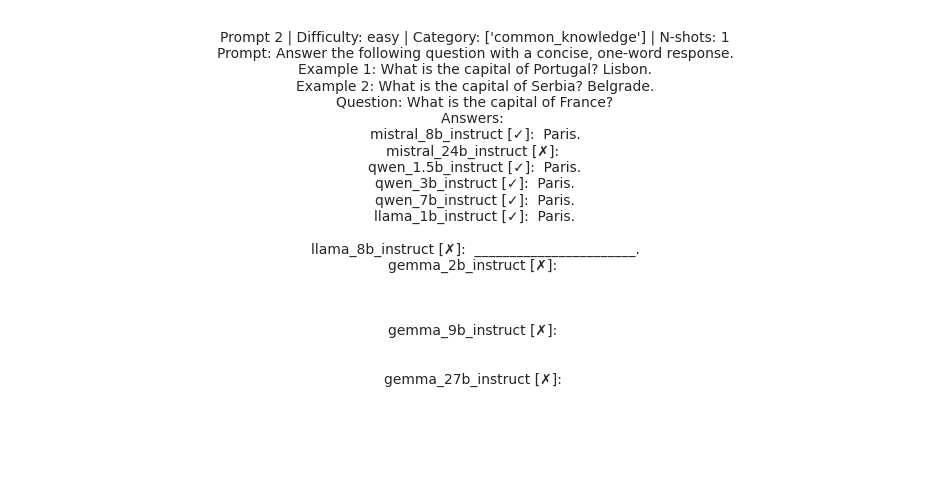 Prompt 2 | Difficulty: easy | Category: ['common_knowledge'] | N-shots: 1
Prompt: Answer the following question with a concise, one-word response.
Example 1: What is the capital of Portugal? Lisbon.
Example 2: What is the capital of Serbia? Belgrade.
Question: What is the capital of France?
Answers:
mistral_8b_instruct [✓]:  Paris.
mistral_24b_instruct [✗]:
qwen_1.5b_instruct [✓]:  Paris.
qwen_3b_instruct [✓]:  Paris.
qwen_7b_instruct [✓]:  Paris.
llama_1b_instruct [✓]:  Paris.
llama_8b_instruct [✗]:  _______________________.
gemma_2b_instruct [✗]:
gemma_9b_instruct [✗]:
gemma_27b_instruct [✗]: